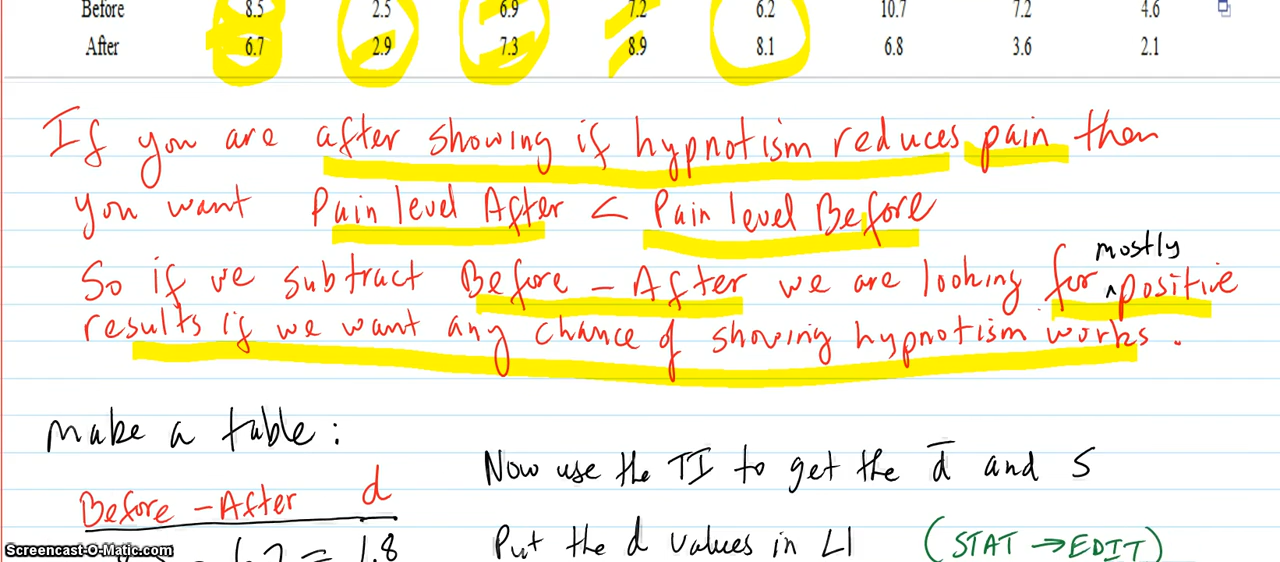 Before 8.5 2.5 6.9 7.2 6.2 10.7 7.2 4.6
After 6.7 2.9 7.3 8.9 8.1 6.8 3.6 2.1
If you are after showing if hypnotism reduces pain then
you want Pain level After < Pain level Before
So if we subtract Before - After we are looking for ^mostly positive
results if we want any chance of showing hypnotism works.
make a table:
Now use the TI to get the d̅ and S
Before - After d
Put the d values in L1 (STAT → EDIT)
Screencast-O-Matic.com 6.7 = 1.8